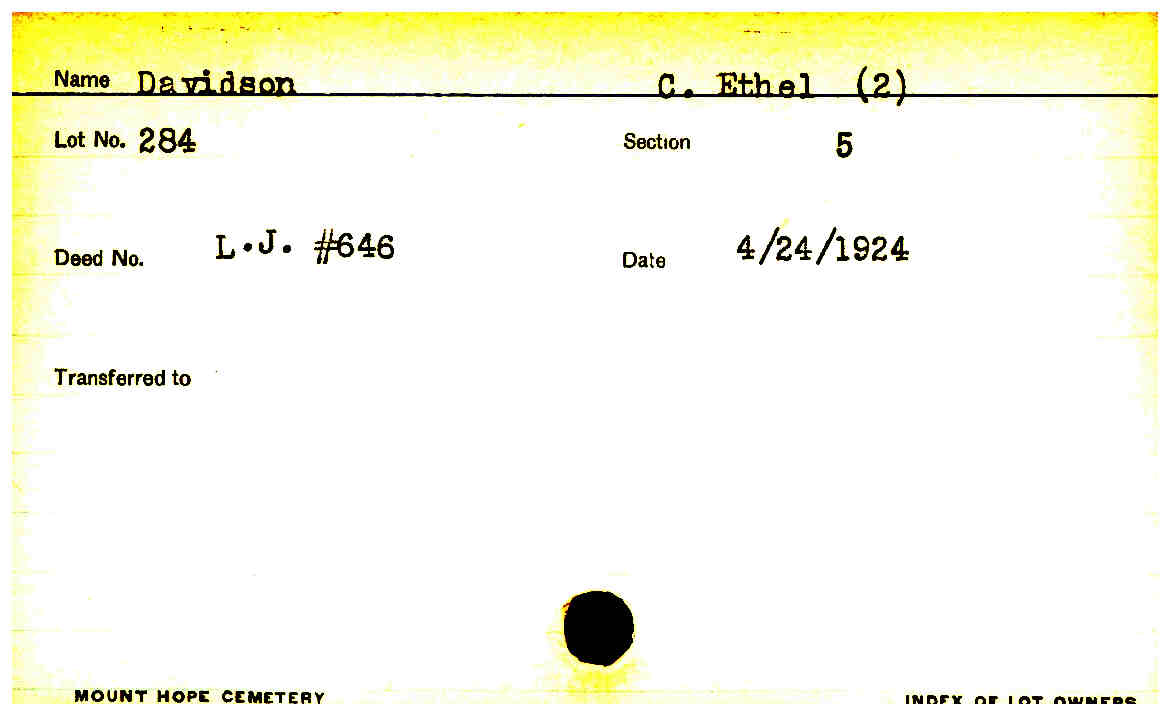 Name Davidson C. Ethel (2)
Lot No. 284 Section 5
Deed No. L.J. #646 Date 4/24/1924
Transferred to
MOUNT HOPE CEMETERY INDEX OF LOT OWNERS